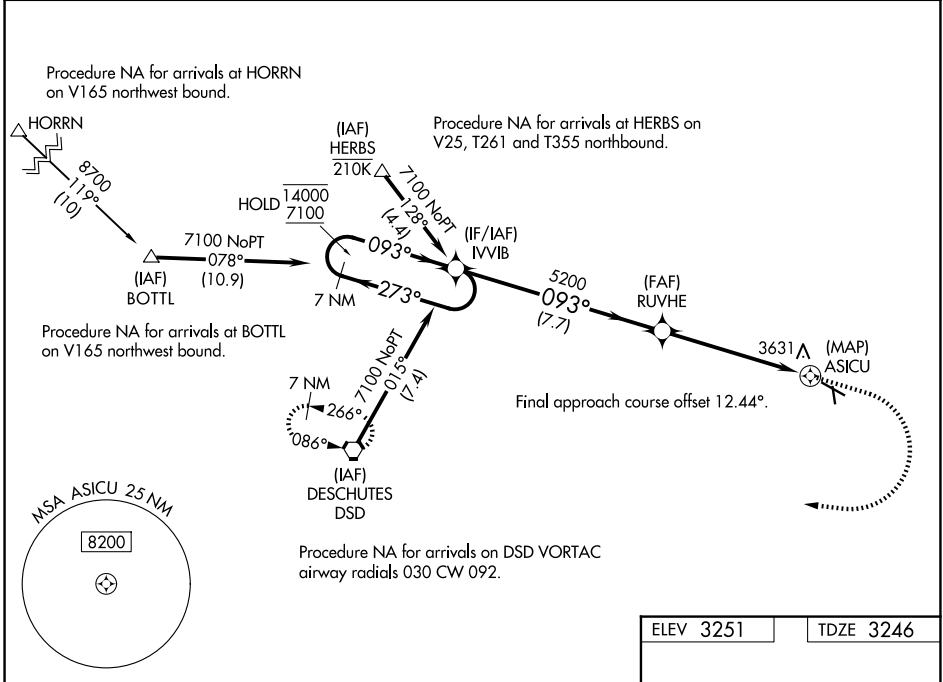 Procedure NA for arrivals at HORRN
on V165 northwest bound.
HORRN
8700
119°
(10)
(IAF)
HERBS
210K
Procedure NA for arrivals at HERBS on
V25, T261 and T355 northbound.
7100 NoPT
128°
(4.4)
HOLD 14000
7100
093°
273°
7 NM
(IF/IAF)
IVVIB
7100 NoPT
078°
(10.9)
(IAF)
BOTTL
5200
093°
(7.7)
(FAF)
RUVHE
Procedure NA for arrivals at BOTTL
on V165 northwest bound.
3631
(MAP)
ASICU
7100 NoPT
015°
(7.4)
Final approach course offset 12.44°.
7 NM
266°
086°
(IAF)
DESCHUTES
DSD
MSA ASICU 25 NM
8200
Procedure NA for arrivals on DSD VORTAC
airway radials 030 CW 092.
ELEV 3251
TDZE 3246